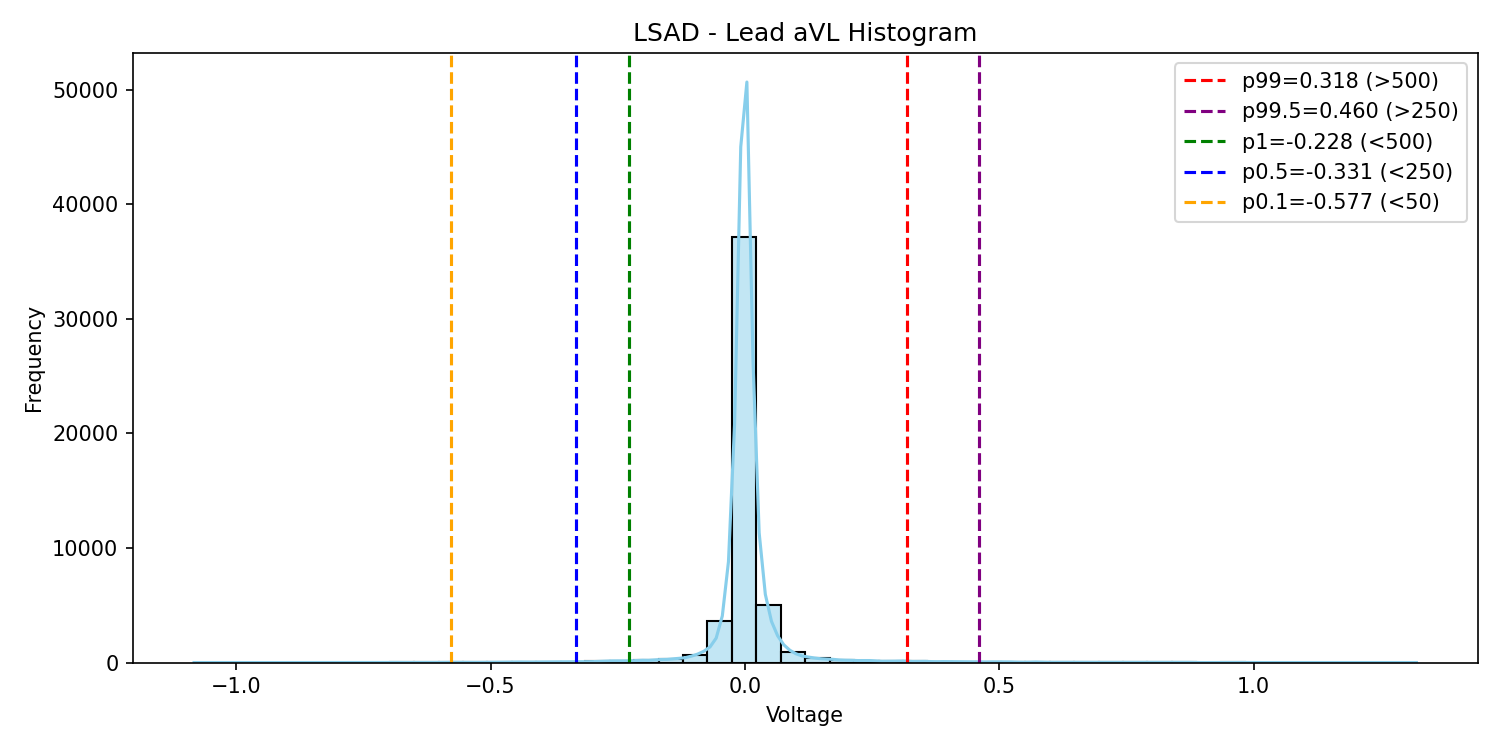 LSAD - Lead aVL Histogram
p99=0.318 (>500)
p99.5=0.460 (>250)
p1=-0.228 (<500)
p0.5=-0.331 (<250)
p0.1=-0.577 (<50)
Frequency
50000
40000
30000
20000
10000
0
−1.0 −0.5 0.0 0.5 1.0
Voltage